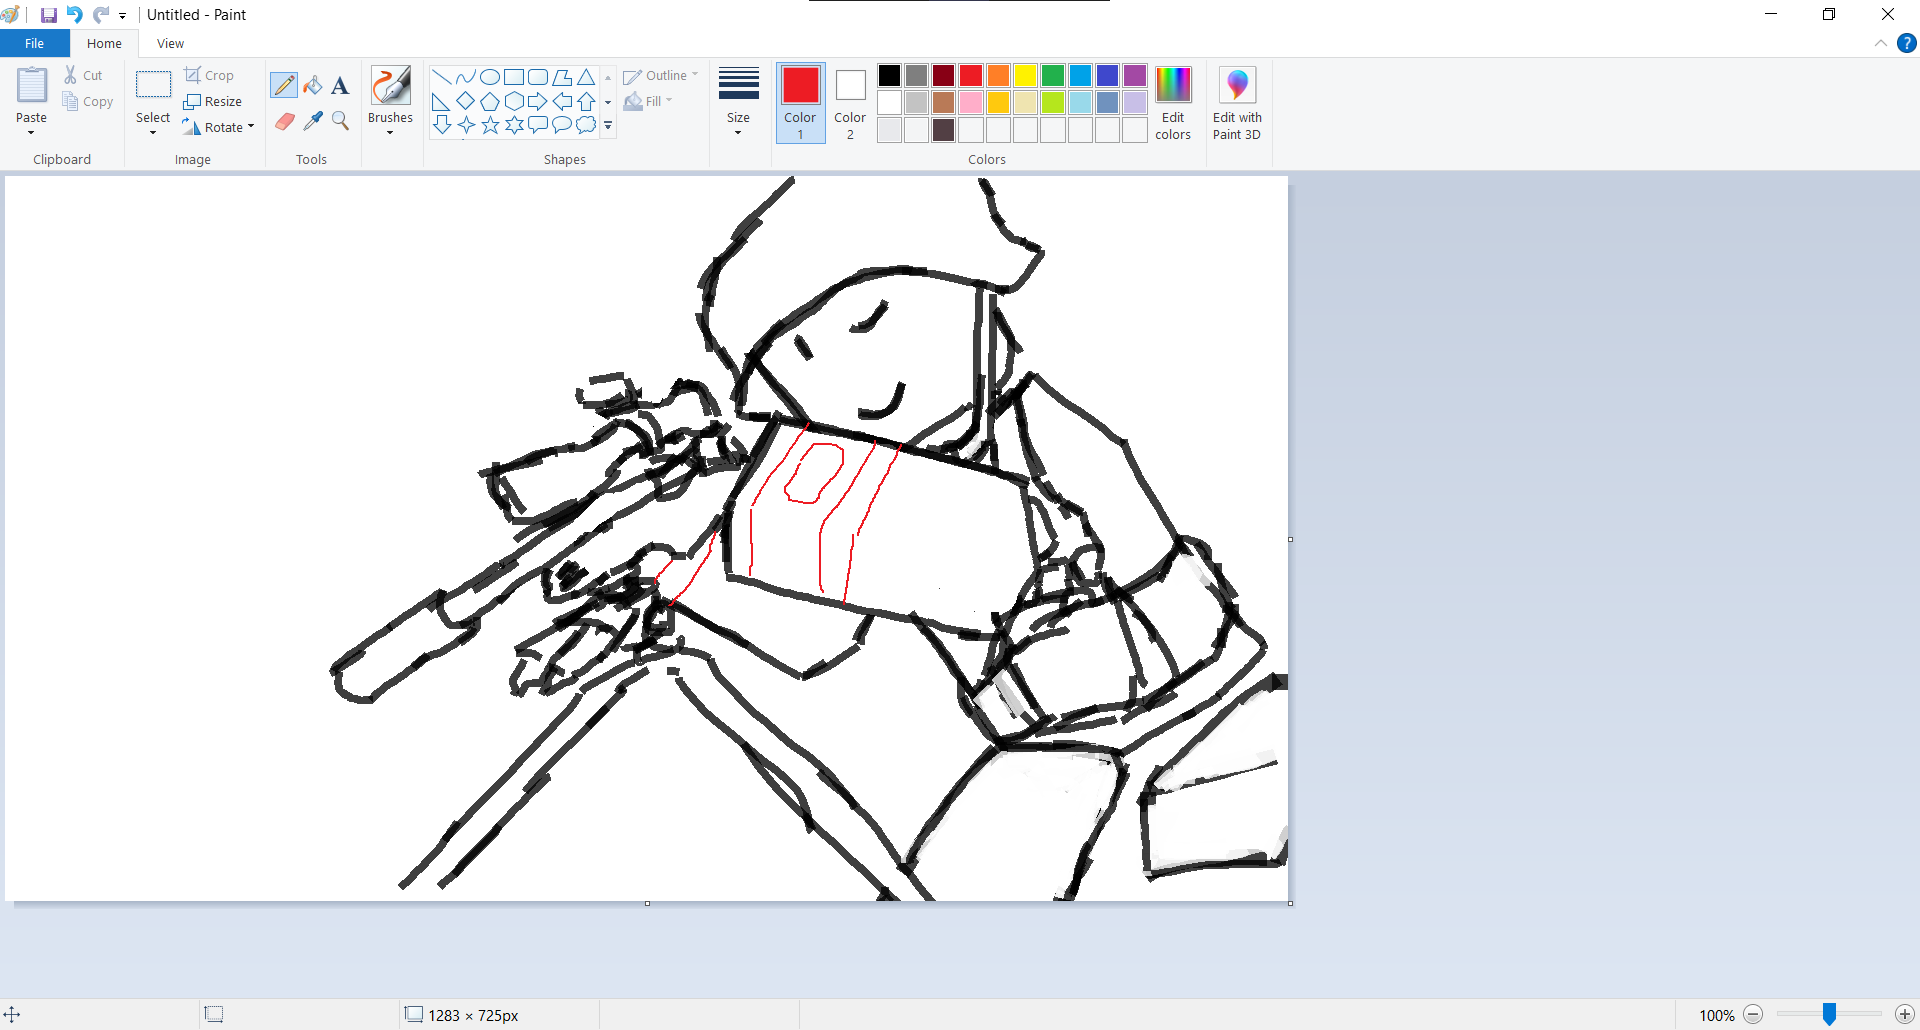 Untitled - Paint
File Home View
Paste
Cut
Copy
Clipboard
Select
Crop
Resize
Rotate
Image
Tools
Brushes
Shapes
Outline
Fill
Size
Color
1
Color
2
Colors
Edit
colors
Edit with
Paint 3D
1283 × 725px
100%